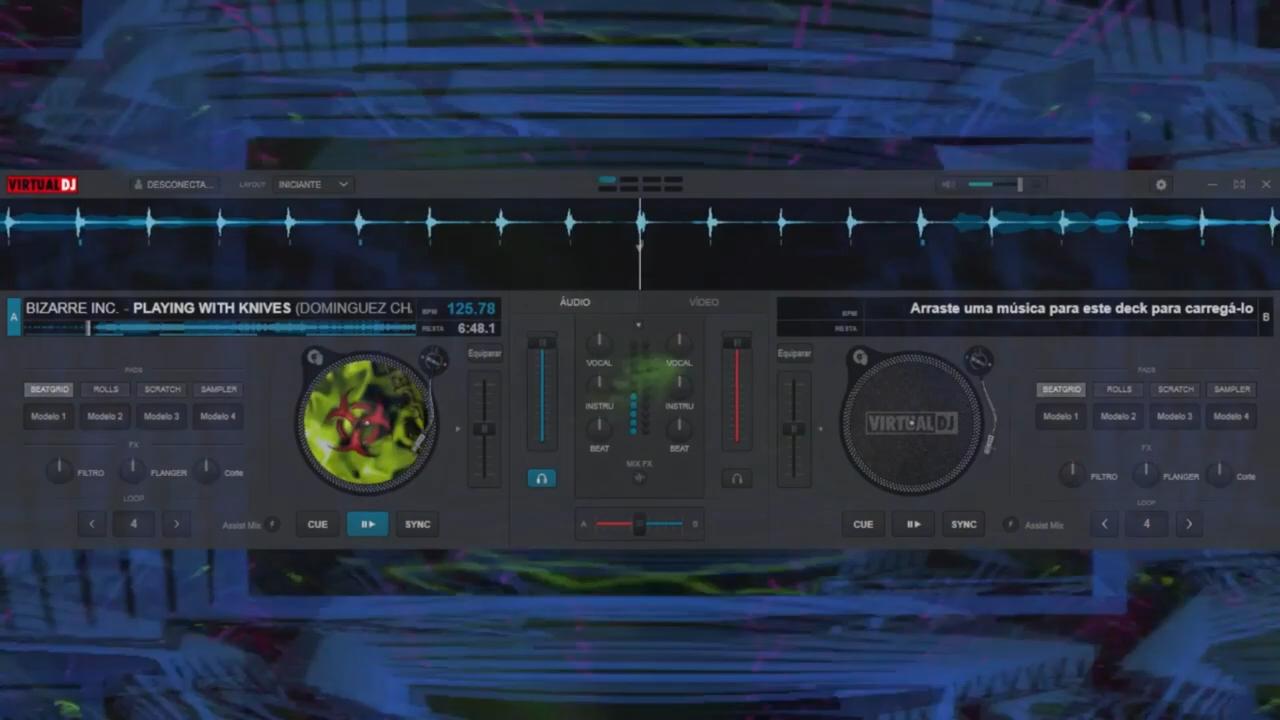 VIRTUALDJ
DESCONECTA...
LAYOUT
INICIANTE
A
BIZARRE INC. - PLAYING WITH KNIVES (DOMINGUEZ CH
BPM
125.78
RESTA
6:48.1
ÁUDIO
VÍDEO
BPM
RESTA
Arraste uma música para este deck para carregá-lo
B
PADS
BEATGRID ROLLS SCRATCH SAMPLER
Modelo 1 Modelo 2 Modelo 3 Modelo 4
FX
FILTRO FLANGER Corte
LOOP
4
Assist Mix
CUE
SYNC
Equiparar
VOCAL VOCAL
INSTRU INSTRU
BEAT BEAT
MIX FX
A B
Equiparar
VIRTUALDJ
CUE
SYNC
PADS
BEATGRID ROLLS SCRATCH SAMPLER
Modelo 1 Modelo 2 Modelo 3 Modelo 4
FX
FILTRO FLANGER Corte
LOOP
Assist Mix
4